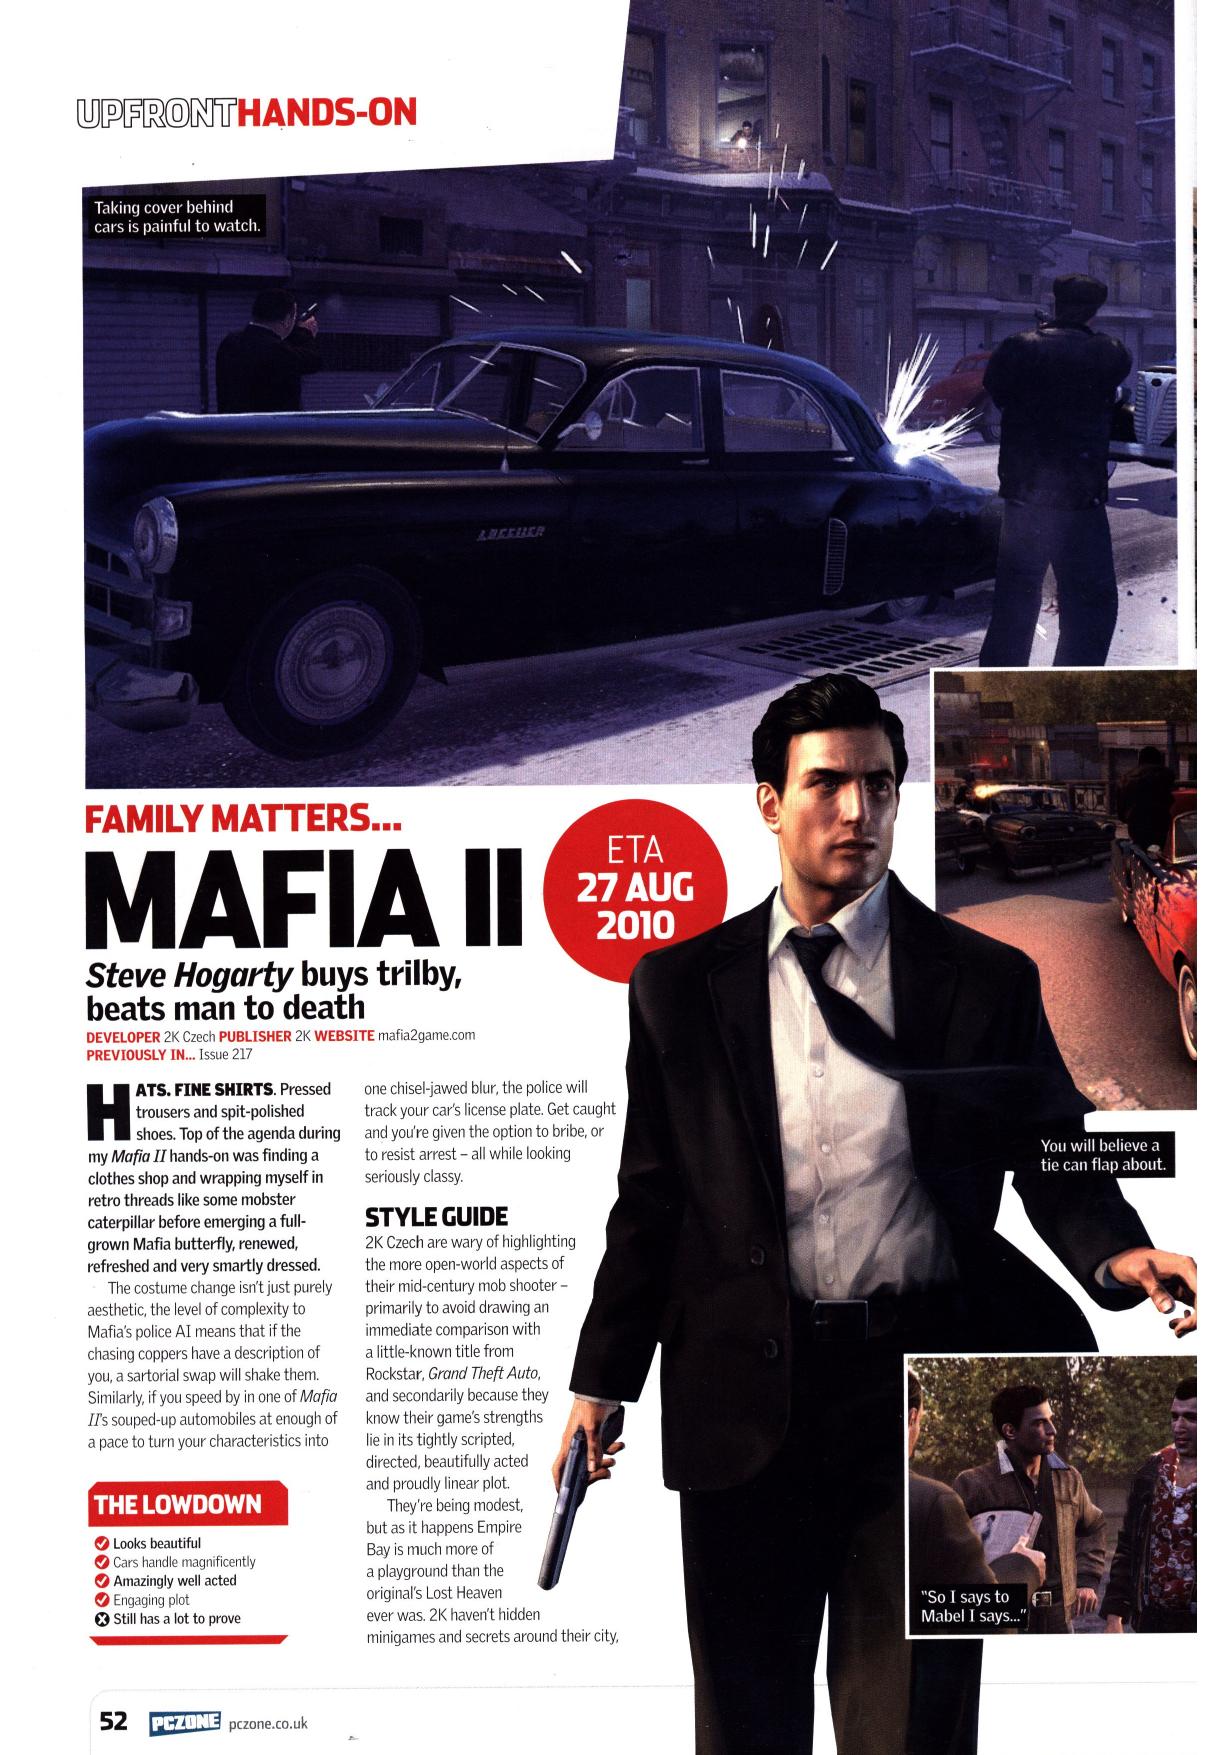 UPFRONTHANDS-ON
Taking cover behind
cars is painful to watch.
FAMILY MATTERS...
MAFIA II
ETA
27 AUG
2010
Steve Hogarty buys trilby,
beats man to death
DEVELOPER 2K Czech PUBLISHER 2K WEBSITE mafia2game.com
PREVIOUSLY IN... Issue 217
HATS. FINE SHIRTS. Pressed
trousers and spit-polished
shoes. Top of the agenda during
my Mafia II hands-on was finding a
clothes shop and wrapping myself in
retro threads like some mobster
caterpillar before emerging a full-
grown Mafia butterfly, renewed,
refreshed and very smartly dressed.
The costume change isn't just purely
aesthetic, the level of complexity to
Mafia's police AI means that if the
chasing coppers have a description of
you, a sartorial swap will shake them.
Similarly, if you speed by in one of Mafia
II's souped-up automobiles at enough of
a pace to turn your characteristics into
one chisel-jawed blur, the police will
track your car's license plate. Get caught
and you're given the option to bribe, or
to resist arrest – all while looking
seriously classy.
STYLE GUIDE
2K Czech are wary of highlighting
the more open-world aspects of
their mid-century mob shooter –
primarily to avoid drawing an
immediate comparison with
a little-known title from
Rockstar, Grand Theft Auto,
and secondarily because they
know their game's strengths
lie in its tightly scripted,
directed, beautifully acted
and proudly linear plot.
They're being modest,
but as it happens Empire
Bay is much more of
a playground than the
original's Lost Heaven
ever was. 2K haven't hidden
minigames and secrets around their city,
THE LOWDOWN
Looks beautiful
Cars handle magnificently
Amazingly well acted
Engaging plot
Still has a lot to prove
You will believe a
tie can flap about.
"So I says to
Mabel I says..."
52 PCZONE pczone.co.uk